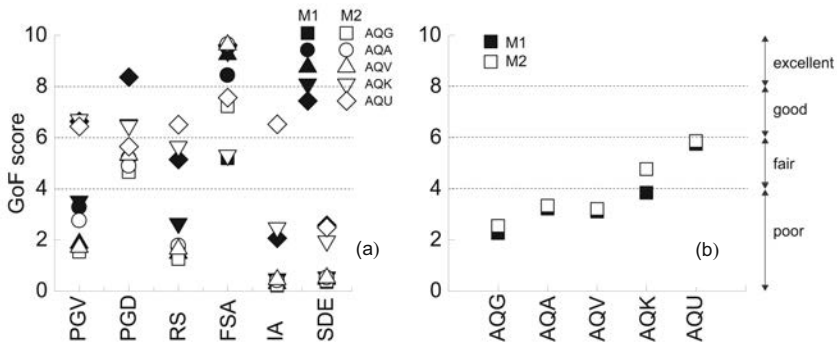 M1 M2
AQG
AQA
AQV
AQK
AQU
GoF score
10
8
6
4
2
0
PGV
PGD
RS
FSA
IA
SDE
(a)
M1
M2
10
8
6
4
2
0
AQG
AQA
AQV
AQK
AQU
(b)
excellent
good
fair
poor